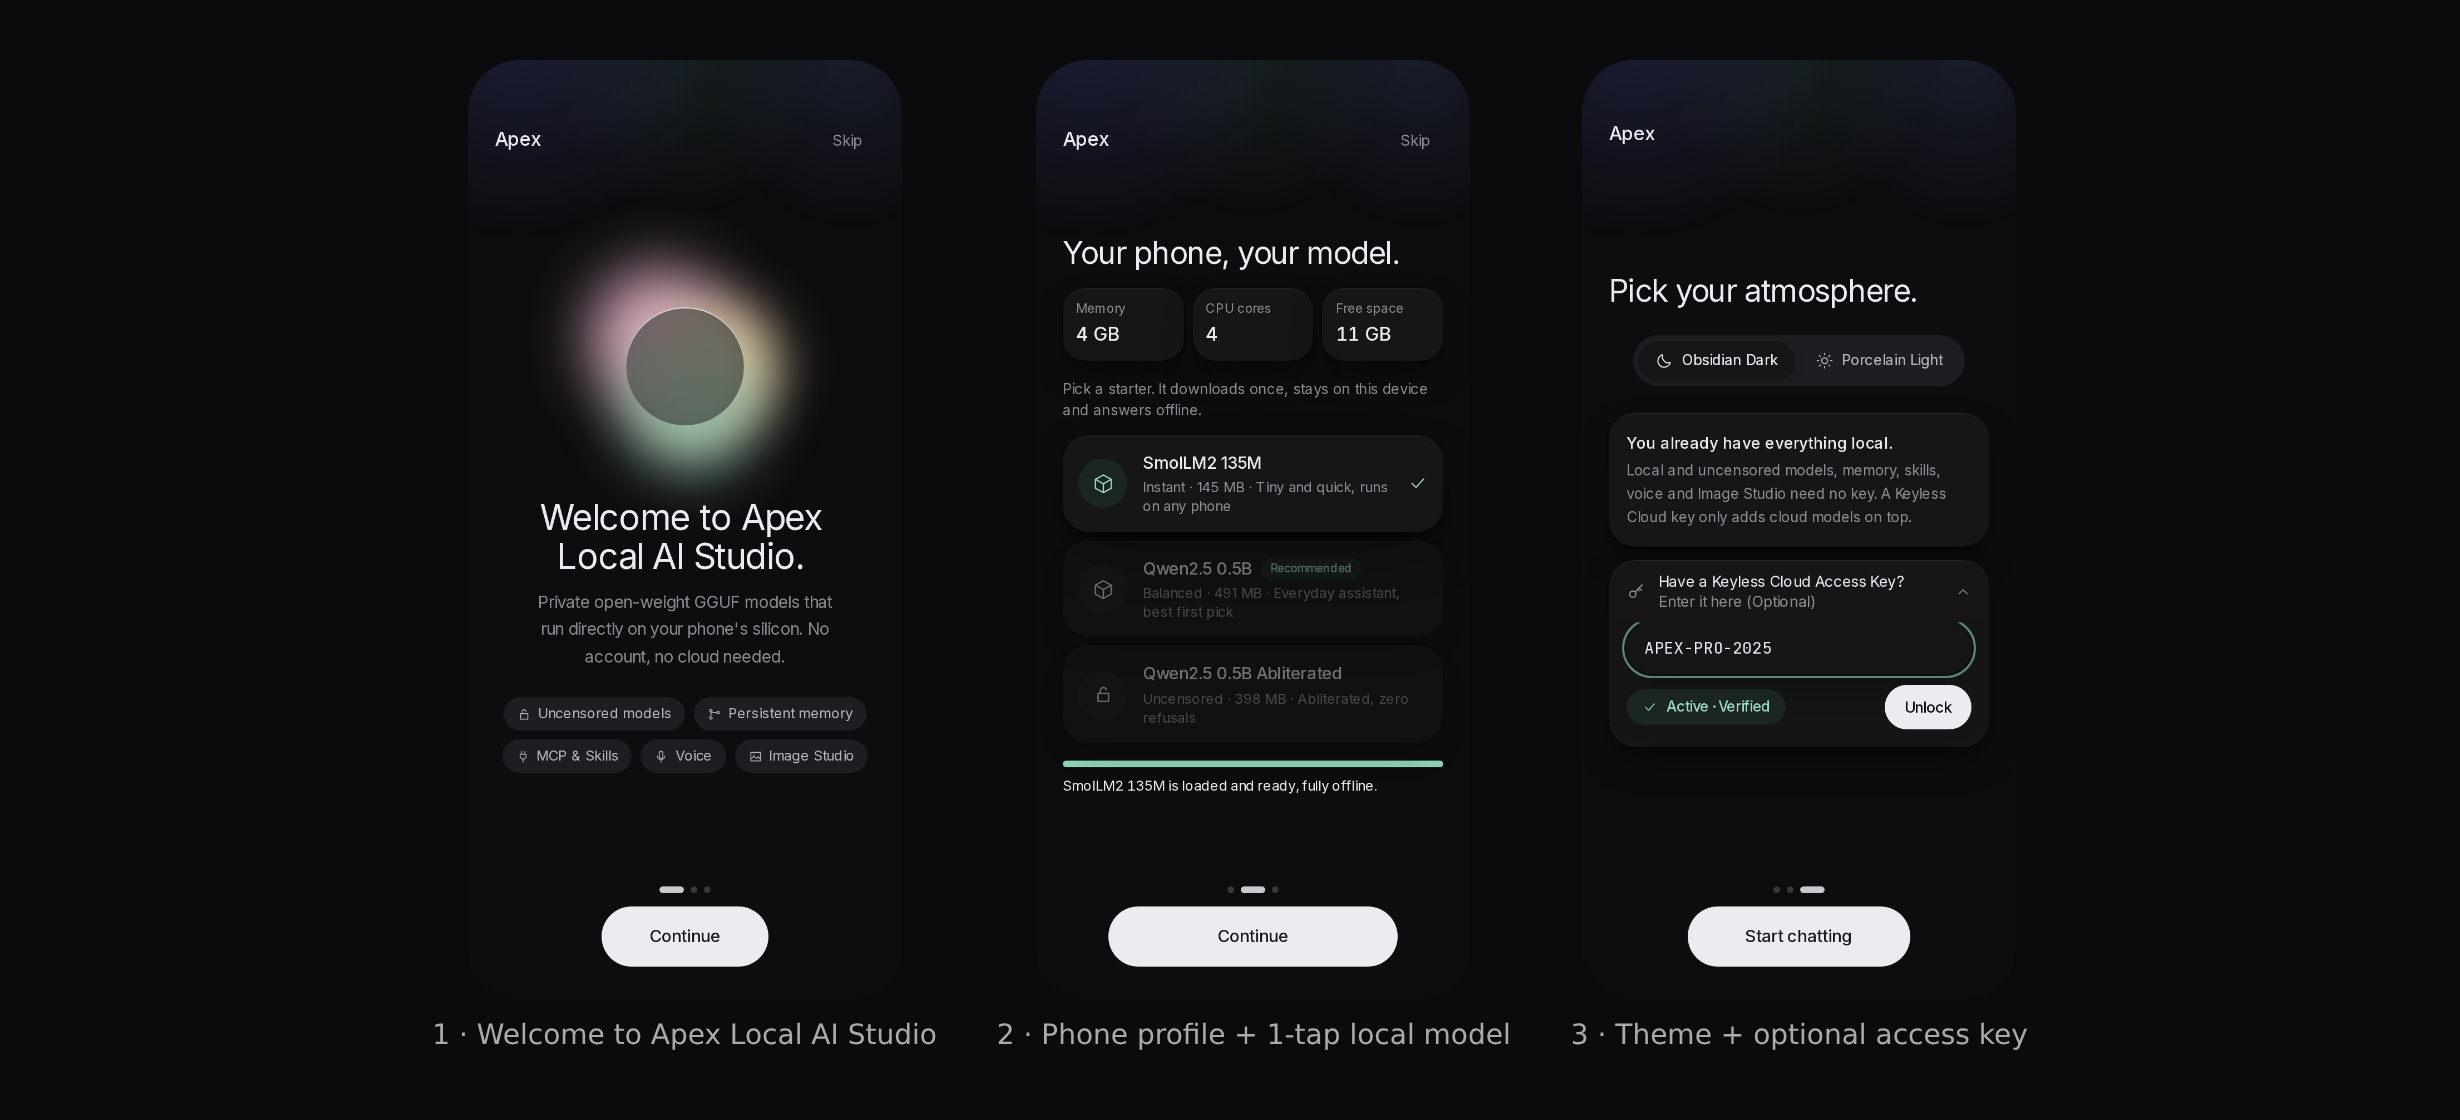 Apex
Skip
Welcome to Apex
Local AI Studio.
Private open-weight GGUF models that
run directly on your phone's silicon. No
account, no cloud needed.
Uncensored models
Persistent memory
MCP & Skills
Voice
Image Studio
Continue
1 · Welcome to Apex Local AI Studio
Apex
Skip
Your phone, your model.
Memory
4 GB
CPU cores
4
Free space
11 GB
Pick a starter. It downloads once, stays on this device
and answers offline.
SmolLM2 135M
Instant · 145 MB · Tiny and quick, runs
on any phone
Qwen2.5 0.5B
Recommended
Balanced · 491 MB · Everyday assistant,
best first pick
Qwen2.5 0.5B Abliterated
Uncensored · 398 MB · Abliterated, zero
refusals
SmolLM2 135M is loaded and ready, fully offline.
Continue
2 · Phone profile + 1-tap local model
Apex
Pick your atmosphere.
Obsidian Dark
Porcelain Light
You already have everything local.
Local and uncensored models, memory, skills,
voice and Image Studio need no key. A Keyless
Cloud key only adds cloud models on top.
Have a Keyless Cloud Access Key?
Enter it here (Optional)
APEX-PRO-2025
Active · Verified
Unlock
Start chatting
3 · Theme + optional access key